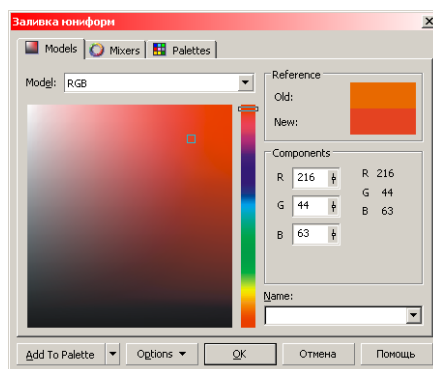 Заливка юниформ
Models Mixers Palettes
Model: RGB
Reference
Old:
New:
Components
R 216 R 216
G 44 G 44
B 63 B 63
Name:
Add To Palette Options OK Отмена Помощь